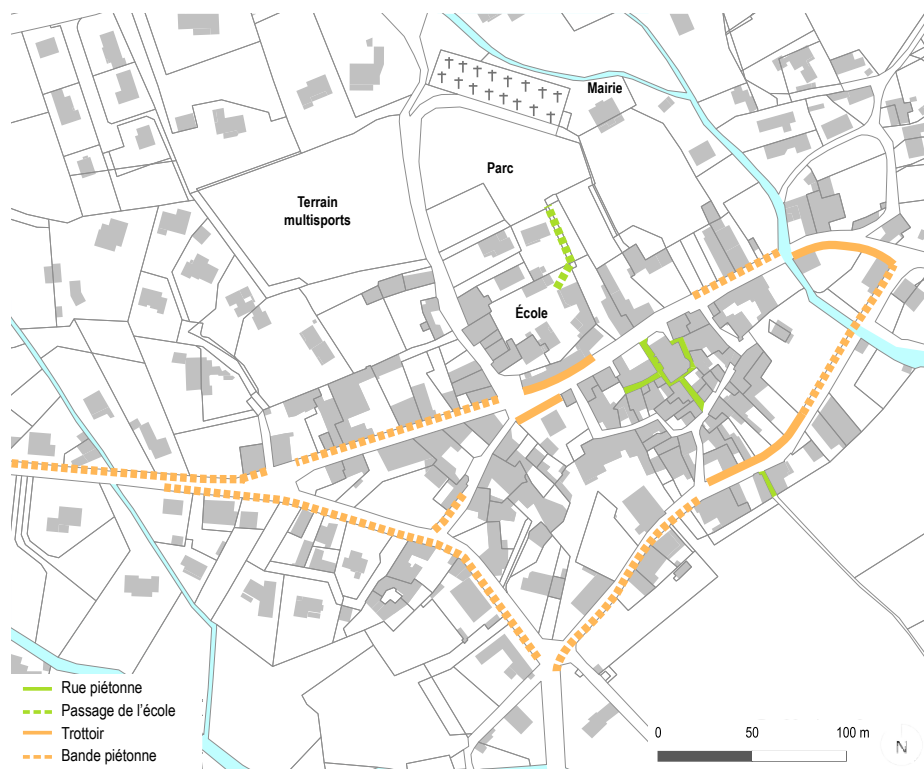 Mairie
Parc
Terrain
multisports
École
Rue piétonne
Passage de l'école
Trottoir
Bande piétonne
0 50 100 m
N